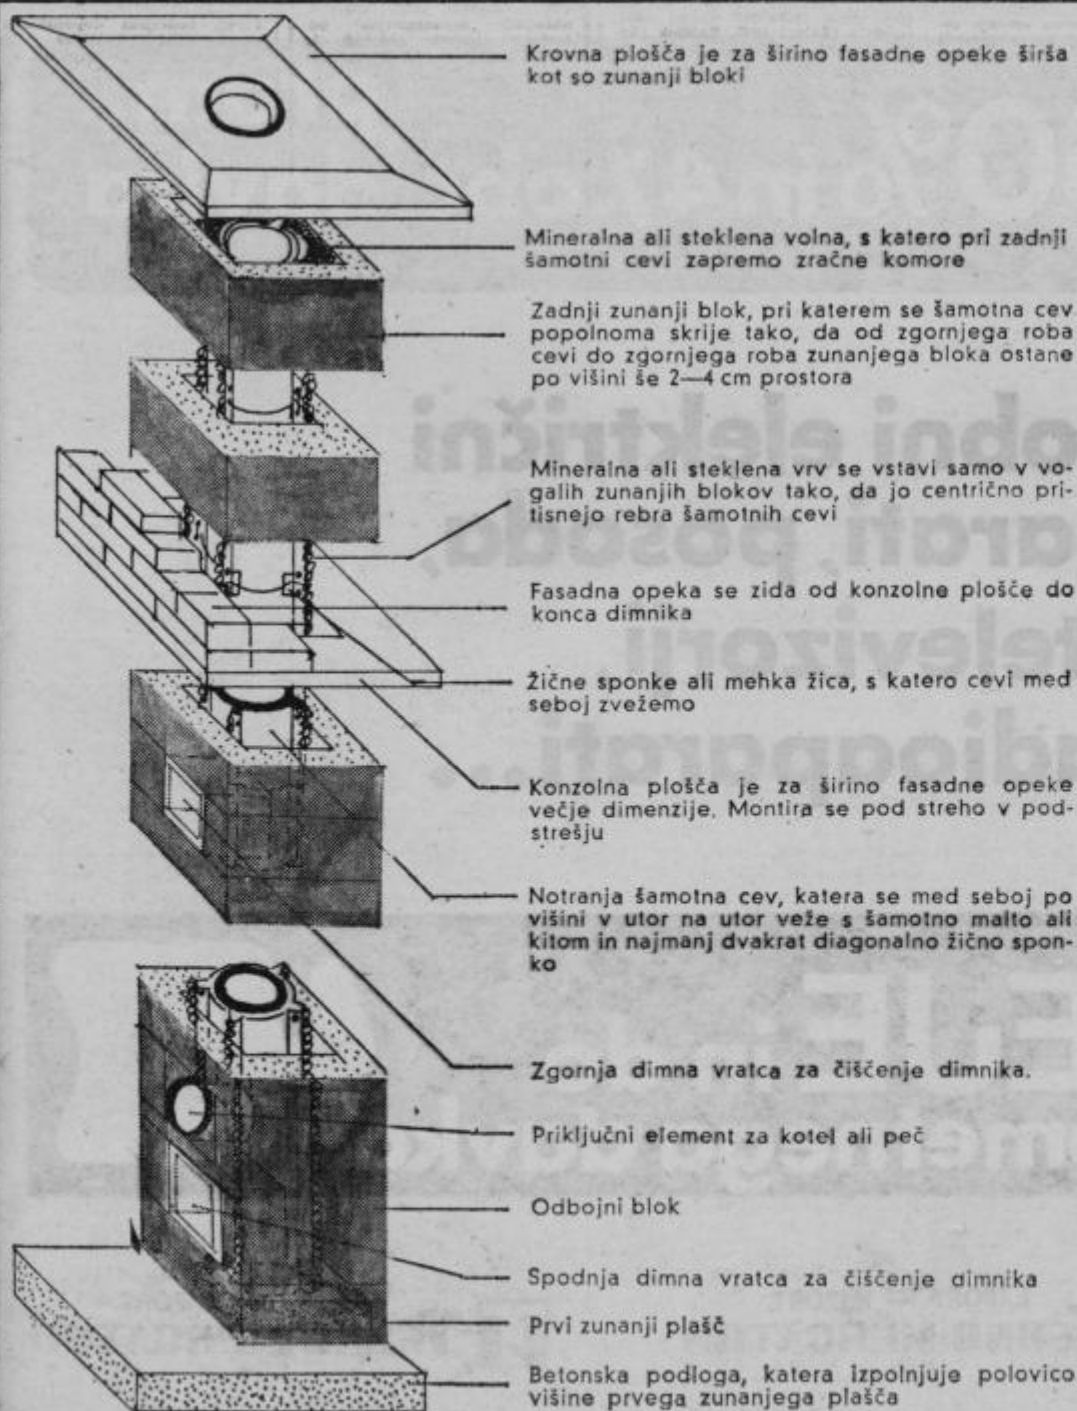 Krovna plošča je za širino fasadne opeke širša
kot so zunanji bloki
Mineralna ali steklena volna, s katero pri zadnji
šamotni cevi zapremo zračne komore
Zadnji zunanji blok, pri katerem se šamotna cev
popolnoma skrije tako, da od zgornjega roba
cevi do zgornjega roba zunanjega bloka ostane
po višini še 2—4 cm prostora
Mineralna ali steklena vrv se vstavi samo v vo-
galih zunanjih blokov tako, da jo centrično pri-
tisnejo rebra šamotnih cevi
Fasadna opeka se zida od konzolne plošče do
konca dimnika
Žične sponke ali mehka žica, s katero cevi med
seboj zvežemo
Konzolna plošča je za širino fasadne opeke
večje dimenzije. Montira se pod streho v pod-
strešju
Notranja šamotna cev, katera se med seboj po
višini v utor na utor veže s šamotno malto ali
kitom in najmanj dvakrat diagonalno žično spon-
ko
Zgornja dimna vratca za čiščenje dimnika.
Priključni element za kotel ali peč
Odbojni blok
Spodnja dimna vratca za čiščenje dimnika
Prvi zunanji plašč
Betonska podloga, katera izpolnjuje polovico
višine prvega zunanjega plašča